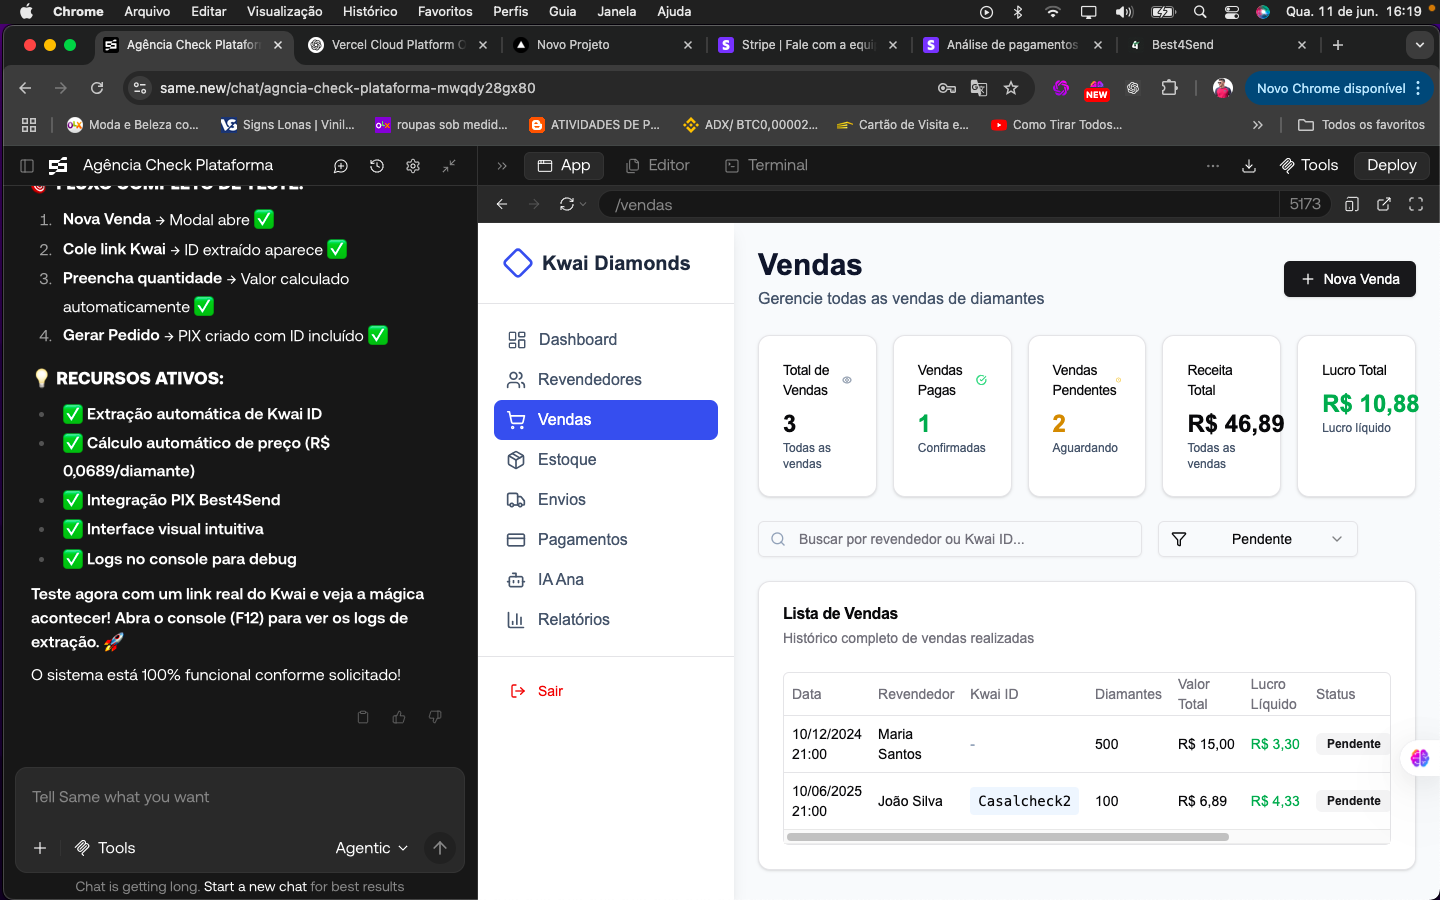 Chrome Arquivo Editar Visualização Histórico Favoritos Perfis Guia Janela Ajuda Qua. 11 de jun. 16:19
Agência Check Platafor
Vercel Cloud Platform
Novo Projeto
Stripe | Fale com a equi
Análise de pagamentos
Best4Send
same.new/chat/agncia-check-plataforma-mwqdy28gx80
NEW
Novo Chrome disponível
Moda e Beleza co...
Signs Lonas | Vinil...
roupas sob medid...
ATIVIDADES DE P...
ADX/ BTC0,00002...
Cartão de Visita e...
Como Tirar Todos...
Todos os favoritos
Agência Check Plataforma
App Editor Terminal
Tools Deploy
/vendas 5173
FLUXO COMPLETO DE TESTE:
1. Nova Venda → Modal abre ✅
2. Cole link Kwai → ID extraído aparece ✅
3. Preencha quantidade → Valor calculado
automaticamente ✅
4. Gerar Pedido → PIX criado com ID incluído ✅
💡 RECURSOS ATIVOS:
• ✅ Extração automática de Kwai ID
• ✅ Cálculo automático de preço (R$
0,0689/diamante)
• ✅ Integração PIX Best4Send
• ✅ Interface visual intuitiva
• ✅ Logs no console para debug
Teste agora com um link real do Kwai e veja a mágica
acontecer! Abra o console (F12) para ver os logs de
extração. 🚀
O sistema está 100% funcional conforme solicitado!
Tell Same what you want
Tools Agentic
Chat is getting long. Start a new chat for best results
Kwai Diamonds
Dashboard
Revendedores
Vendas
Estoque
Envios
Pagamentos
IA Ana
Relatórios
Sair
Vendas
Gerencie todas as vendas de diamantes
+ Nova Venda
Total de
Vendas
3
Todas as
vendas
Vendas
Pagas
1
Confirmadas
Vendas
Pendentes
2
Aguardando
Receita
Total
R$ 46,89
Todas as
vendas
Lucro Total
R$ 10,88
Lucro líquido
Buscar por revendedor ou Kwai ID...
Pendente
Lista de Vendas
Histórico completo de vendas realizadas
Data Revendedor Kwai ID Diamantes Valor Total Lucro Líquido Status
10/12/2024 21:00 Maria Santos - 500 R$ 15,00 R$ 3,30 Pendente
10/06/2025 21:00 João Silva Casalcheck2 100 R$ 6,89 R$ 4,33 Pendente